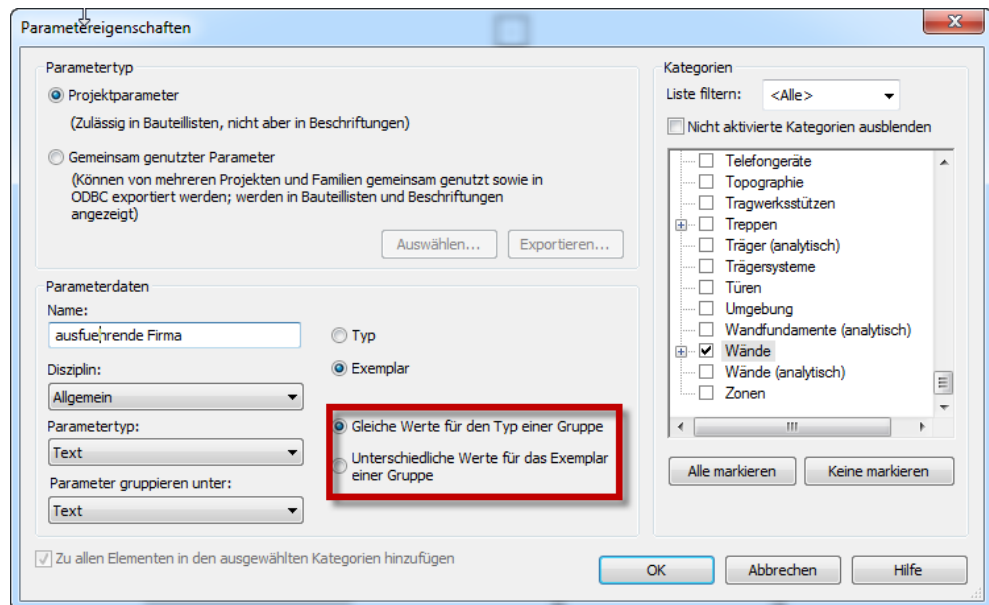 Parametereigenschaften
Parametertyp
Projektparameter
(Zulässig in Bauteillisten, nicht aber in Beschriftungen)
Gemeinsam genutzter Parameter
(Können von mehreren Projekten und Familien gemeinsam genutzt sowie in
ODBC exportiert werden; werden in Bauteillisten und Beschriftungen
angezeigt)
Auswählen...
Exportieren...
Parameterdaten
Name:
ausfuehrende Firma
Typ
Disziplin:
Exemplar
Allgemein
Parametertyp:
Gleiche Werte für den Typ einer Gruppe
Text
Unterschiedliche Werte für das Exemplar
einer Gruppe
Parameter gruppieren unter:
Text
Kategorien
Liste filtern:
<Alle>
Nicht aktivierte Kategorien ausblenden
Telefongeräte
Topographie
Tragwerksstützen
Treppen
Träger (analytisch)
Trägersysteme
Türen
Umgebung
Wandfundamente (analytisch)
Wände
Wände (analytisch)
Zonen
Alle markieren
Keine markieren
Zu allen Elementen in den ausgewählten Kategorien hinzufügen
OK
Abbrechen
Hilfe